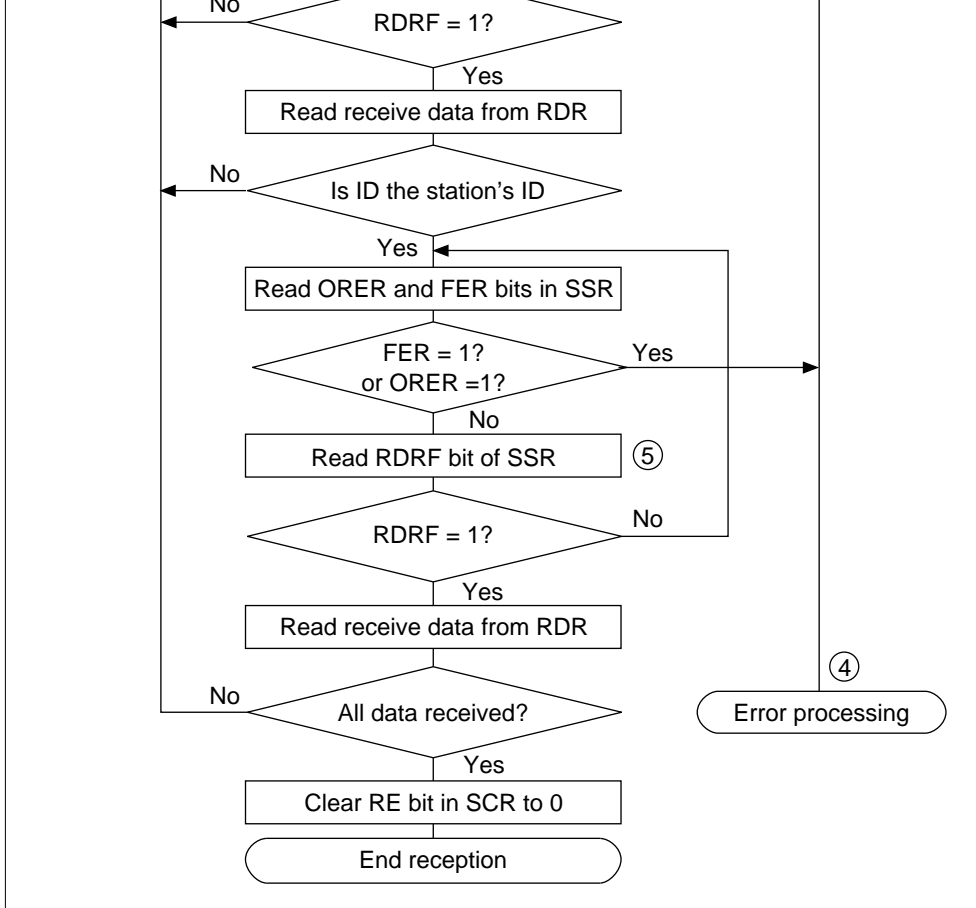 No
RDRF = 1?
Yes
Read receive data from RDR
No
Is ID the station's ID
Yes
Read ORER and FER bits in SSR
FER = 1?
or ORER =1?
Yes
No
Read RDRF bit of SSR
⑤
RDRF = 1?
No
Yes
Read receive data from RDR
④
No
All data received?
Error processing
Yes
Clear RE bit in SCR to 0
End reception